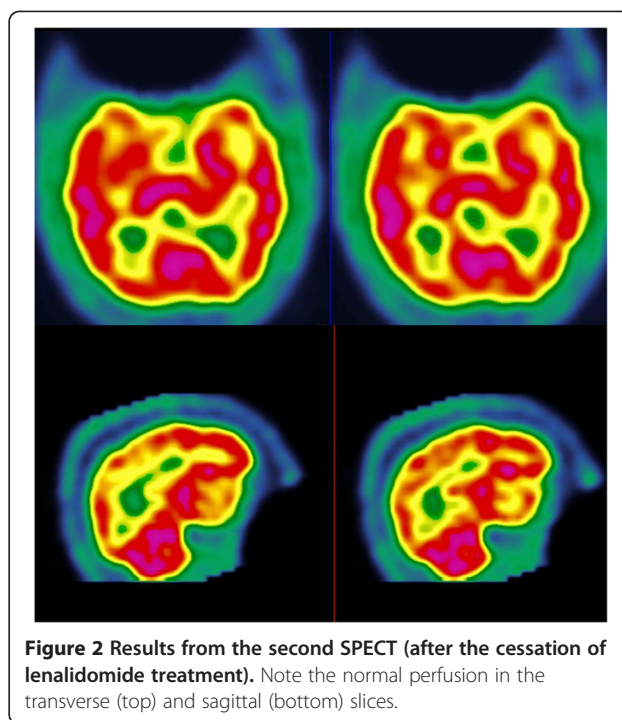 Figure 2 Results from the second SPECT (after the cessation of
lenalidomide treatment). Note the normal perfusion in the
transverse (top) and sagittal (bottom) slices.